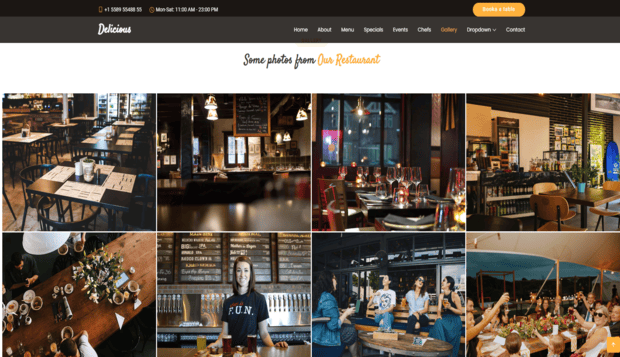 +1 5589 55488 55
Mon-Sat: 11:00 AM - 23:00 PM
Book a table
Delicious
Home
About
Menu
Specials
Events
Chefs
Gallery
Dropdown
Contact
Some photos from Our Restaurant
F.U.N.